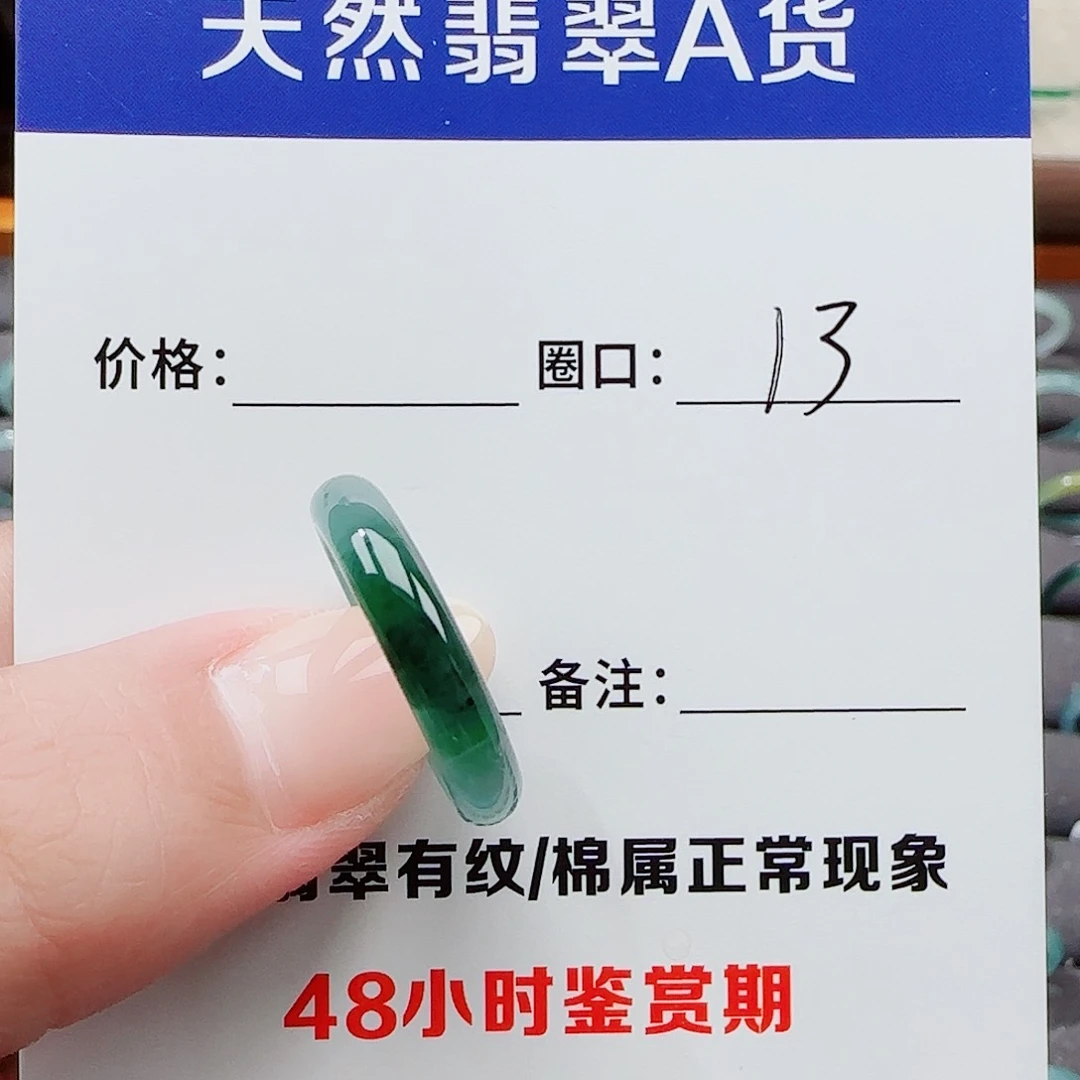 天然翡翠A货
价格： 圈口：13
备注：
翡翠有纹/棉属正常现象
48小时鉴赏期